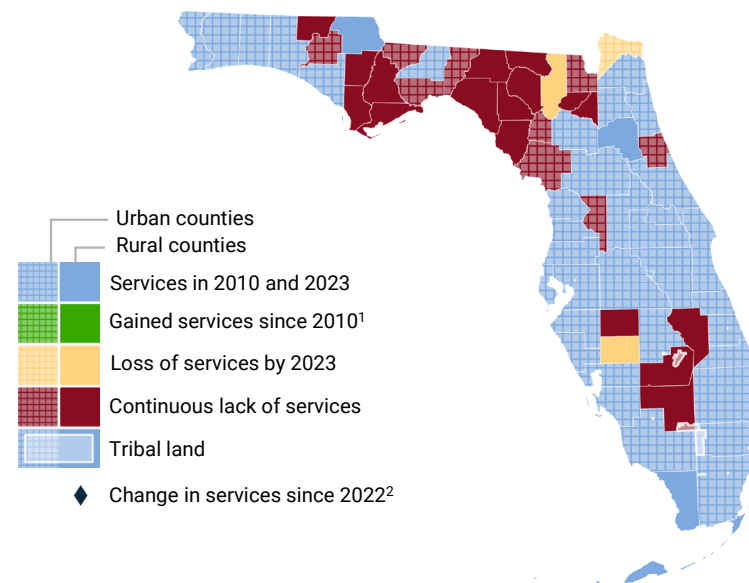 Urban counties
Rural counties
Services in 2010 and 2023
Gained services since 2010¹
Loss of services by 2023
Continuous lack of services
Tribal land
Change in services since 2022²